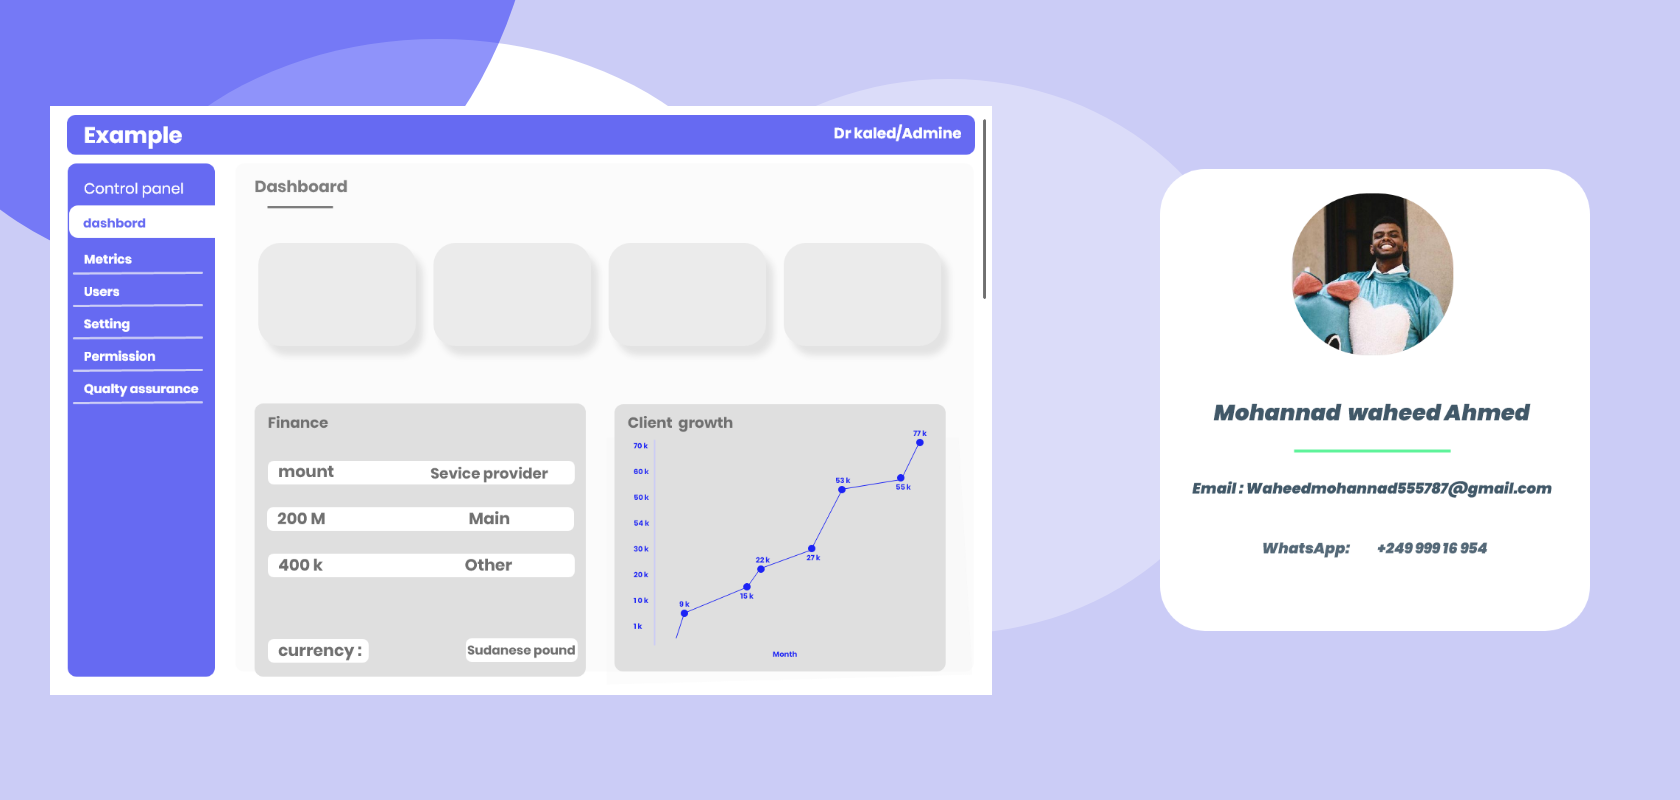 Example
Dr kaled/Admine
Control panel
dashbord
Metrics
Users
Setting
Permission
Qualty assurance
Dashboard
Finance
mount Sevice provider
200 M Main
400 k Other
currency : Sudanese pound
Client growth
70 k
60 k
50 k
54 k
30 k
20 k
1 0 k
1 k
9 k
15 k
22 k
27 k
53 k
55 k
77 k
Month
Mohannad waheed Ahmed
Email : Waheedmohannad555787@gmail.com
WhatsApp: +249 999 16 954